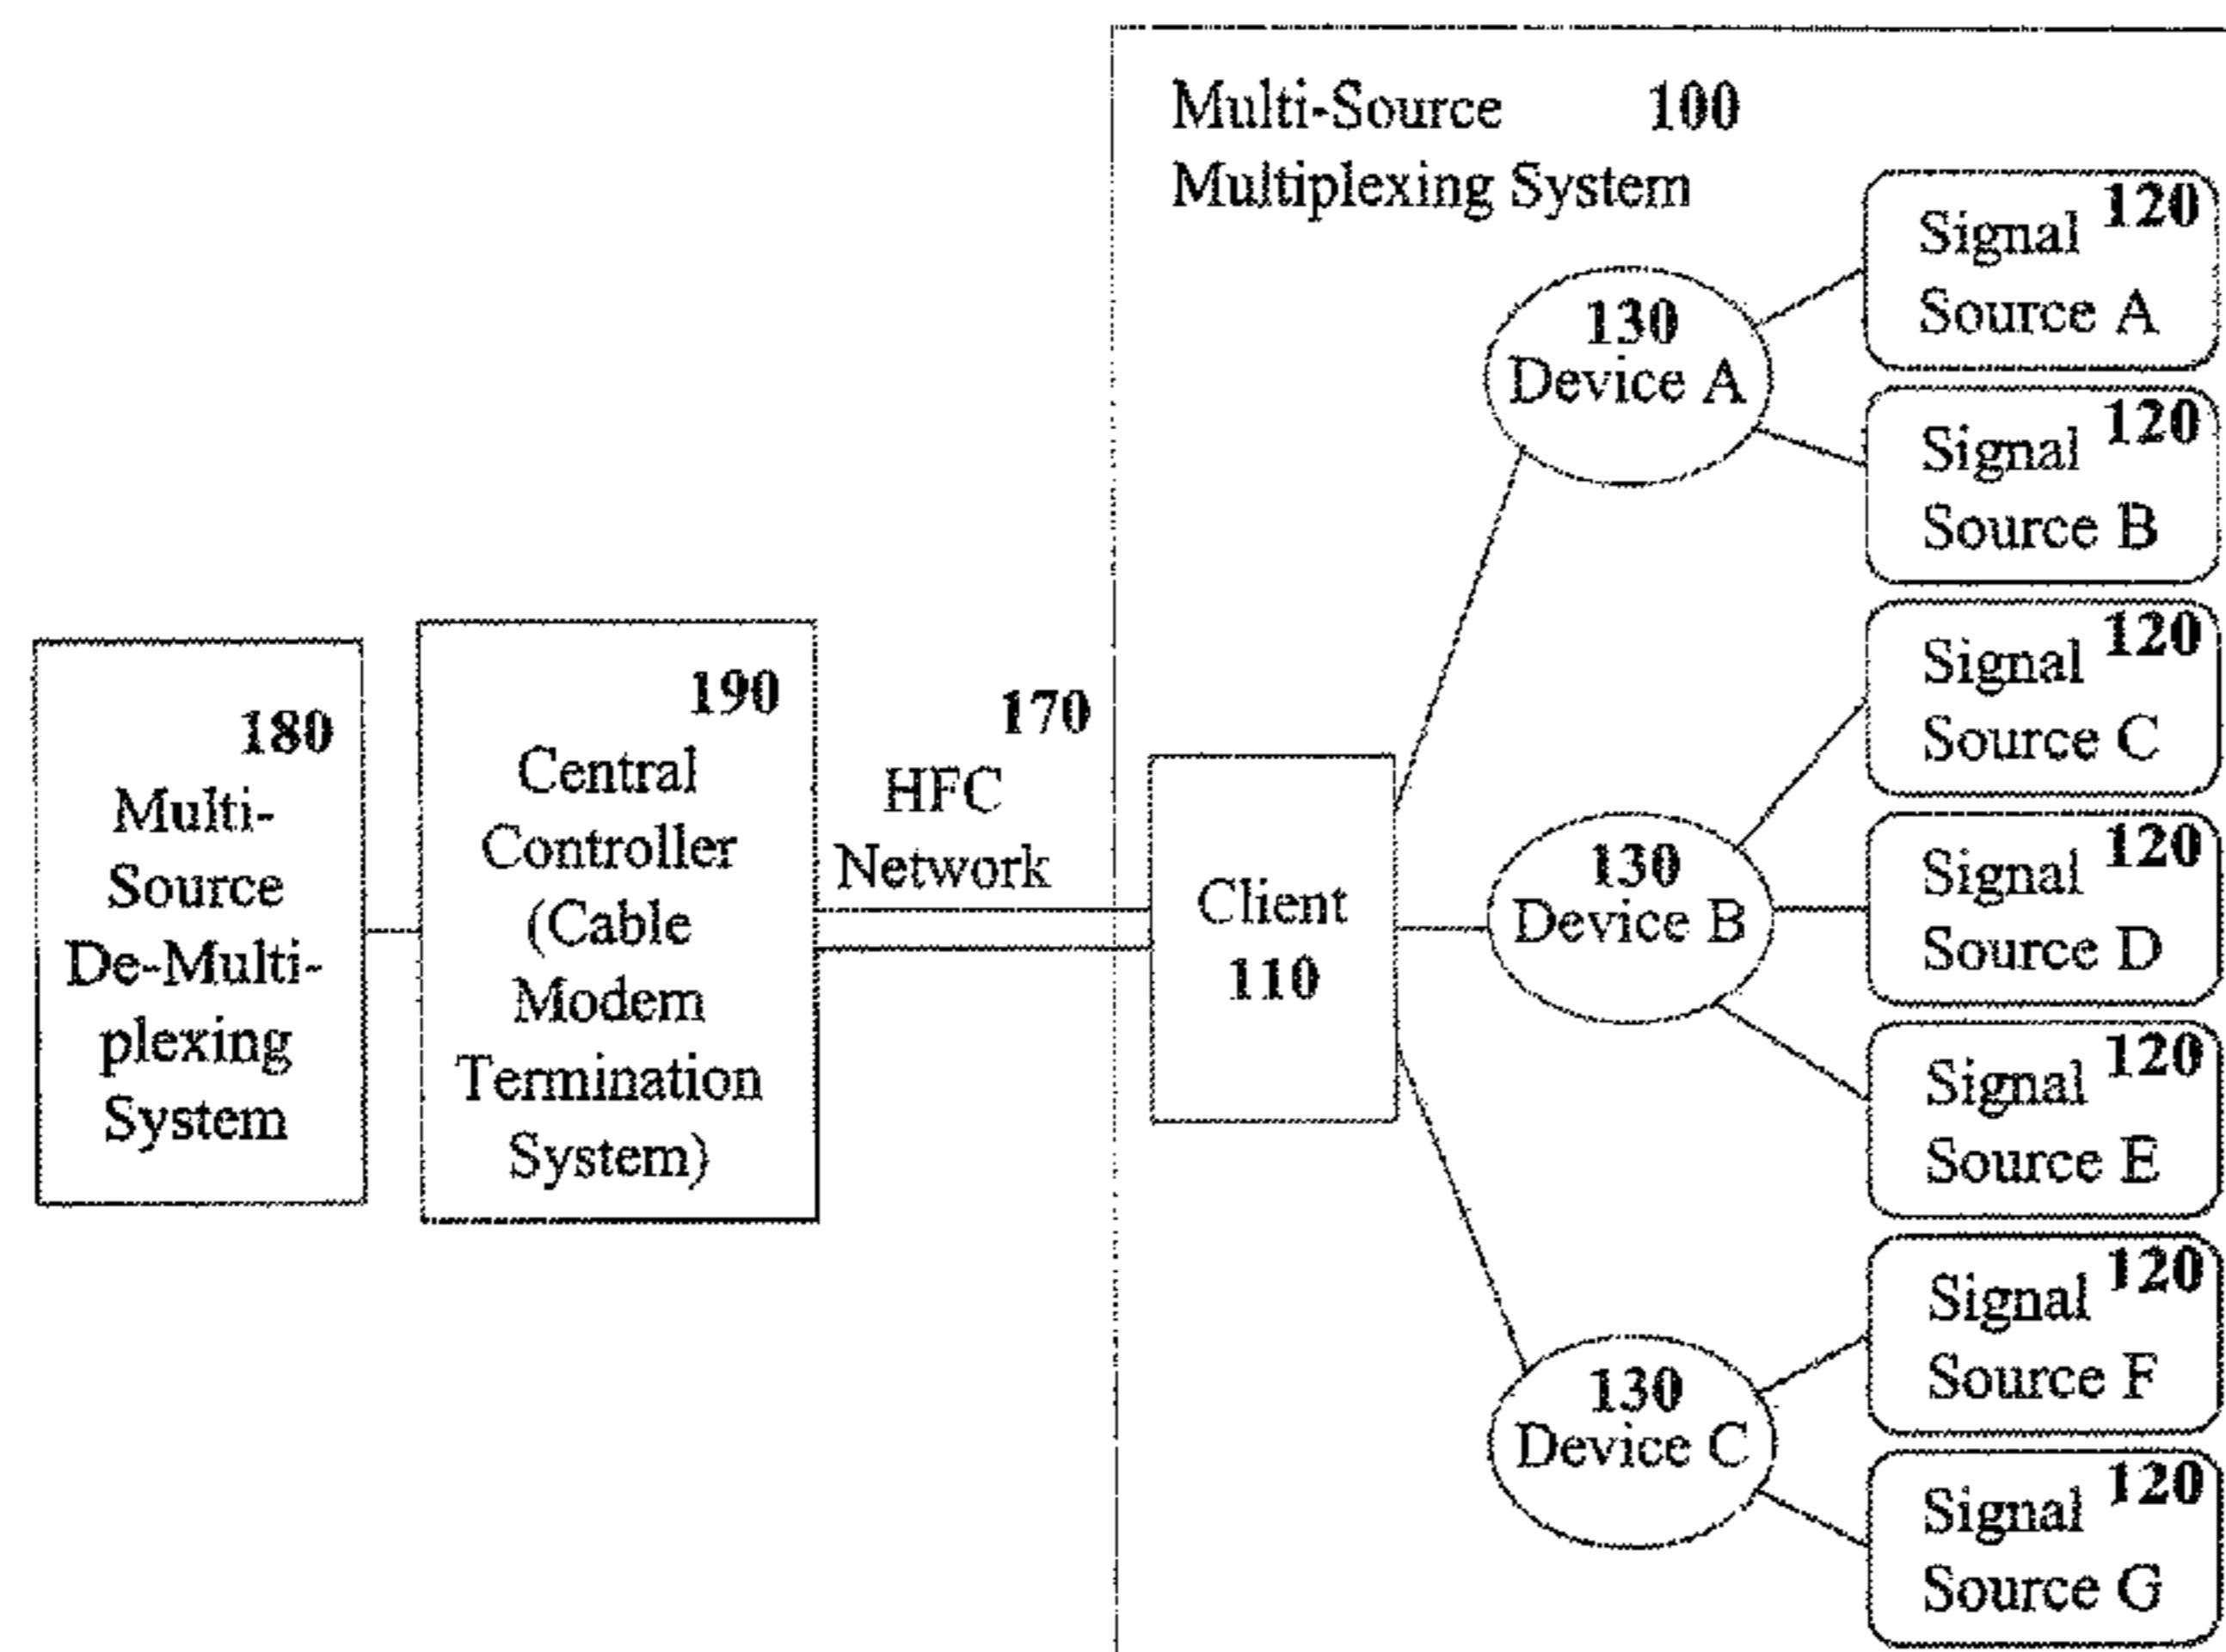 Multi-Source 100
Multiplexing System
180
Multi-
Source
De-Multi-
plexing
System
190
Central
Controller
(Cable
Modem
Termination
System)
170
HFC
Network
Client
110
130
Device A
130
Device B
130
Device C
Signal 120
Source A
Signal 120
Source B
Signal 120
Source C
Signal 120
Source D
Signal 120
Source E
Signal 120
Source F
Signal 120
Source G